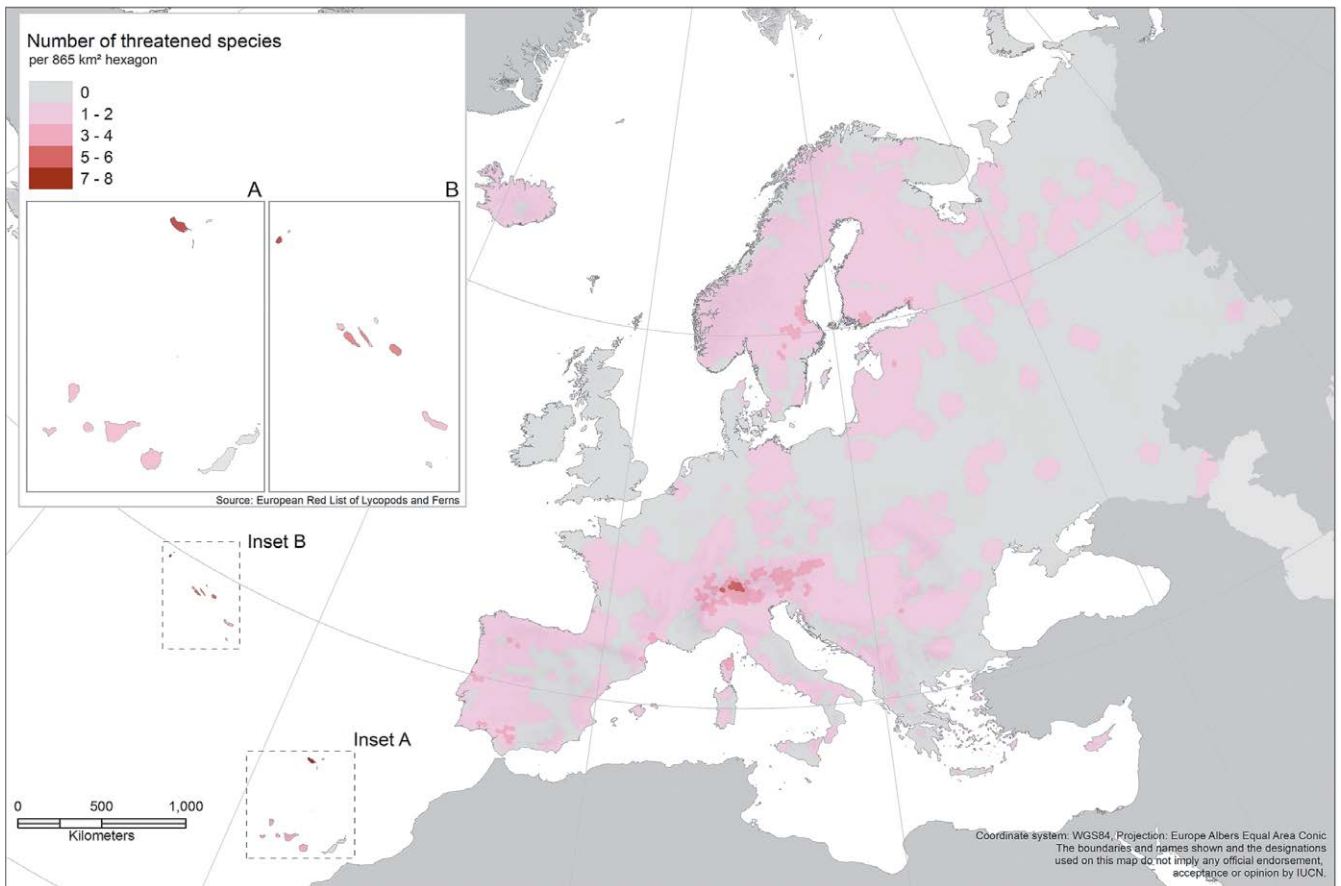 Number of threatened species
per 865 km² hexagon
0
1 - 2
3 - 4
5 - 6
7 - 8
A
B
Source: European Red List of Lycopods and Ferns
Inset B
Inset A
0 500 1,000
Kilometers
Coordinate system: WGS84, Projection: Europe Albers Equal Area Conic
The boundaries and names shown and the designations
used on this map do not imply any official endorsement,
acceptance or opinion by IUCN.